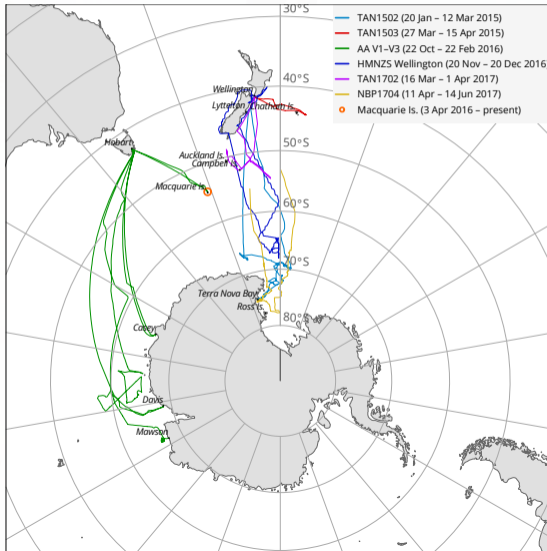 30°S
TAN1502 (20 Jan – 12 Mar 2015)
TAN1503 (27 Mar – 15 Apr 2015)
AA V1–V3 (22 Oct – 22 Feb 2016)
HMNZS Wellington (20 Nov – 20 Dec 2016)
TAN1702 (16 Mar – 1 Apr 2017)
NBP1704 (11 Apr – 14 Jun 2017)
Macquarie Is. (3 Apr 2016 – present)
40°S
Wellington
Lyttelton
Chatham Is.
Hobart
50°S
Auckland Is.
Campbell Is.
Macquarie Is.
60°S
70°S
Terra Nova Bay
Ross Is.
80°S
Casey
Davis
Mawson